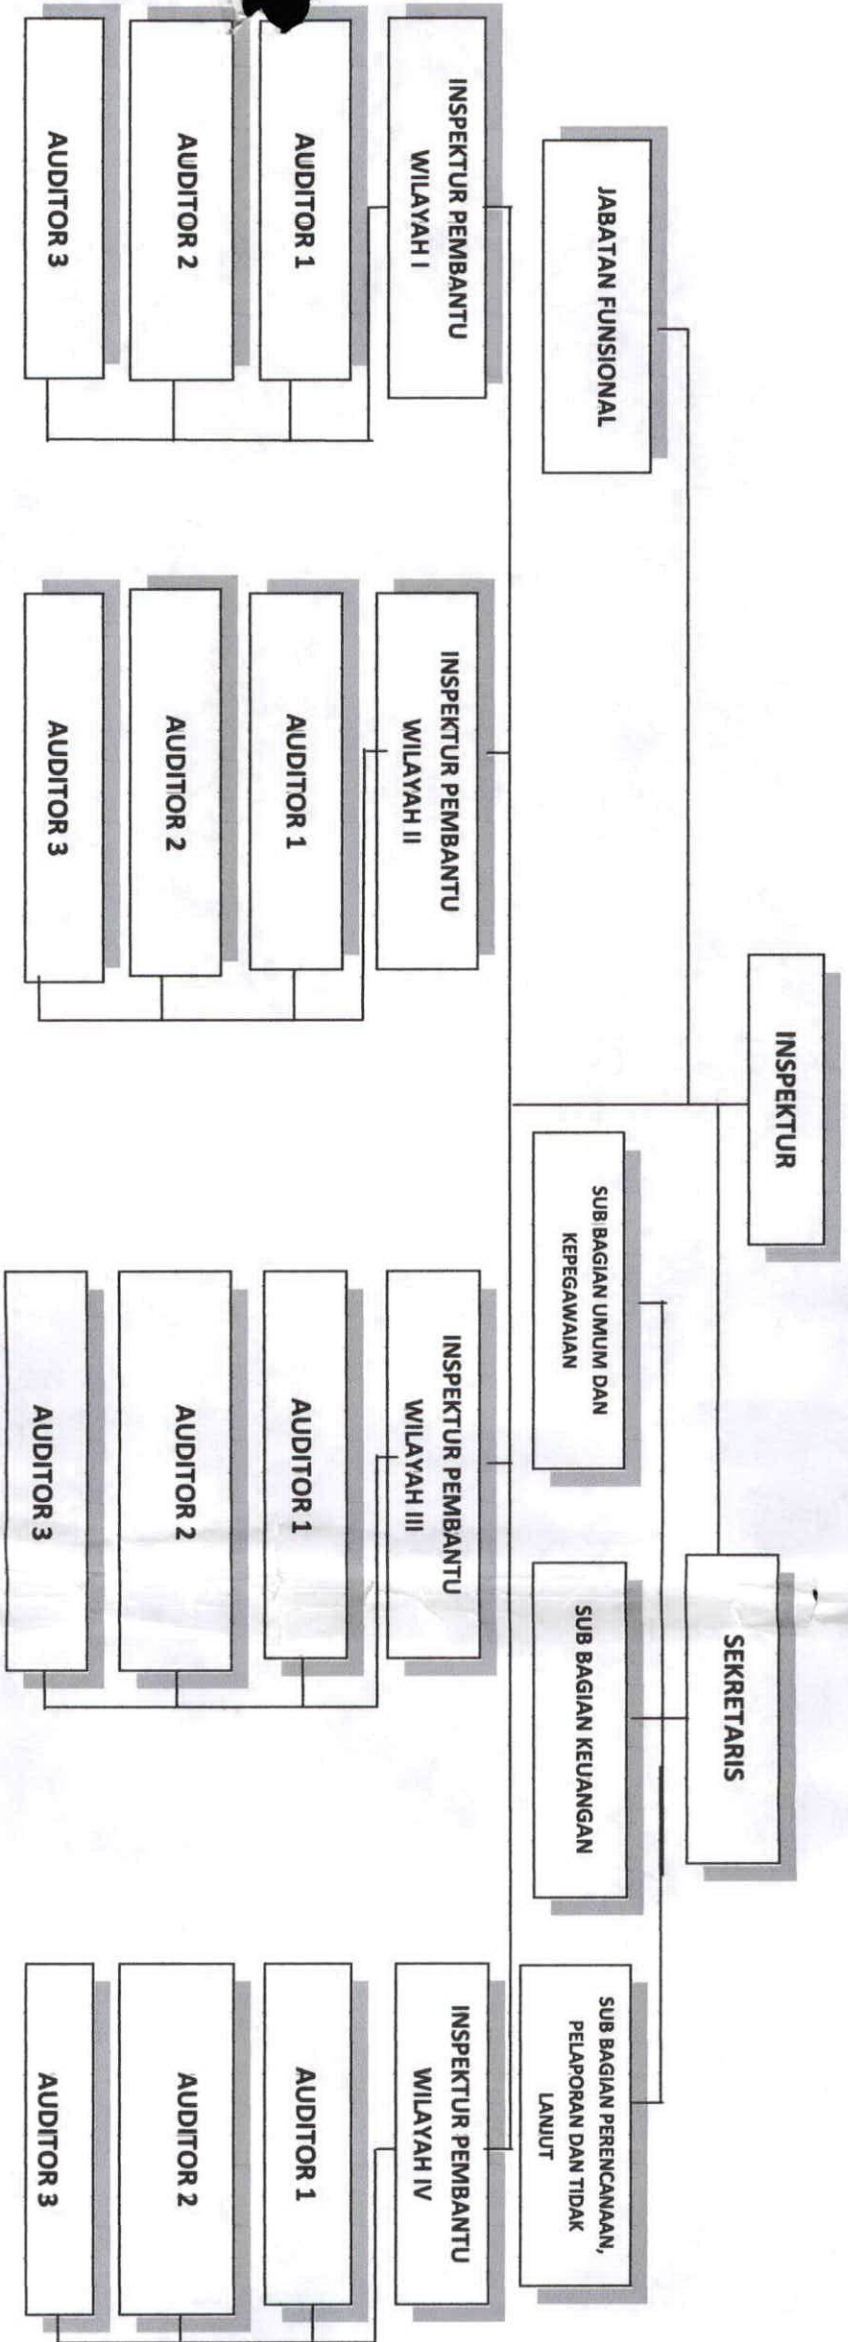 INSPEKTUR
SEKRETARIS
JABATAN FUNSIONAL
SUB BAGIAN UMUM DAN
KEPEGAWAIAN
SUB BAGIAN KEUANGAN
SUB BAGIAN PERENCANAAN,
PELAPORAN DAN TIDAK
LANJUT
INSPEKTUR PEMBANTU
WILAYAH I
AUDITOR 1
AUDITOR 2
AUDITOR 3
INSPEKTUR PEMBANTU
WILAYAH II
AUDITOR 1
AUDITOR 2
AUDITOR 3
INSPEKTUR PEMBANTU
WILAYAH III
AUDITOR 1
AUDITOR 2
AUDITOR 3
INSPEKTUR PEMBANTU
WILAYAH IV
AUDITOR 1
AUDITOR 2
AUDITOR 3